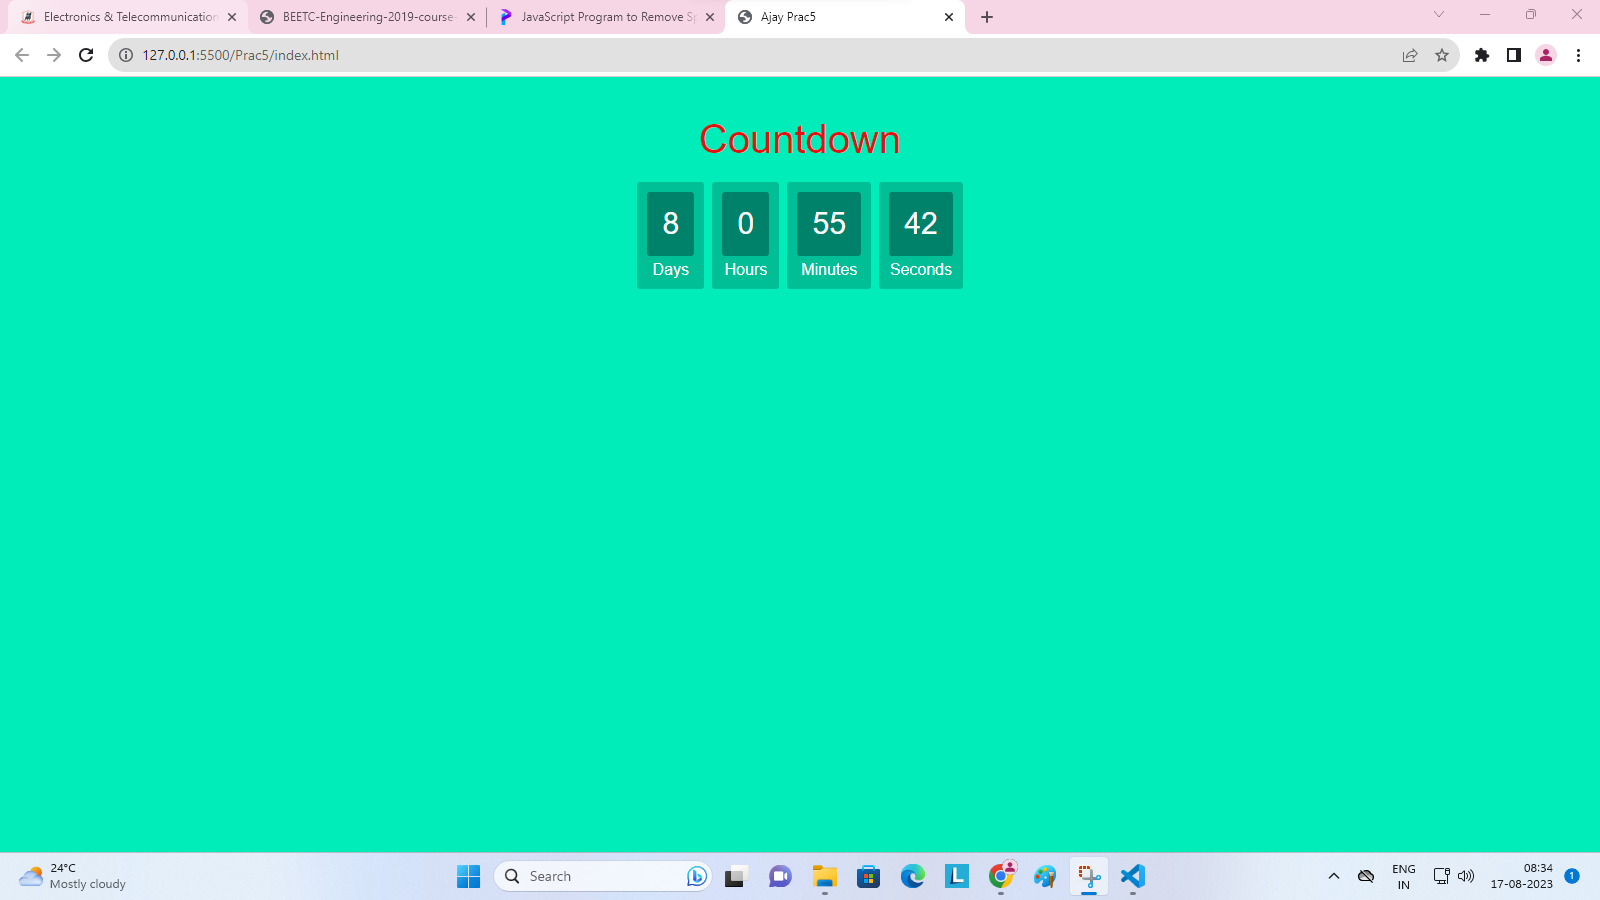 Electronics & Telecommunication
BEETC-Engineering-2019-course-
JavaScript Program to Remove Sp
Ajay Prac5
127.0.0.1:5500/Prac5/index.html
Countdown
8 0 55 42
Days Hours Minutes Seconds
24°C
Mostly cloudy
Search
ENG
IN
08:34
17-08-2023
1